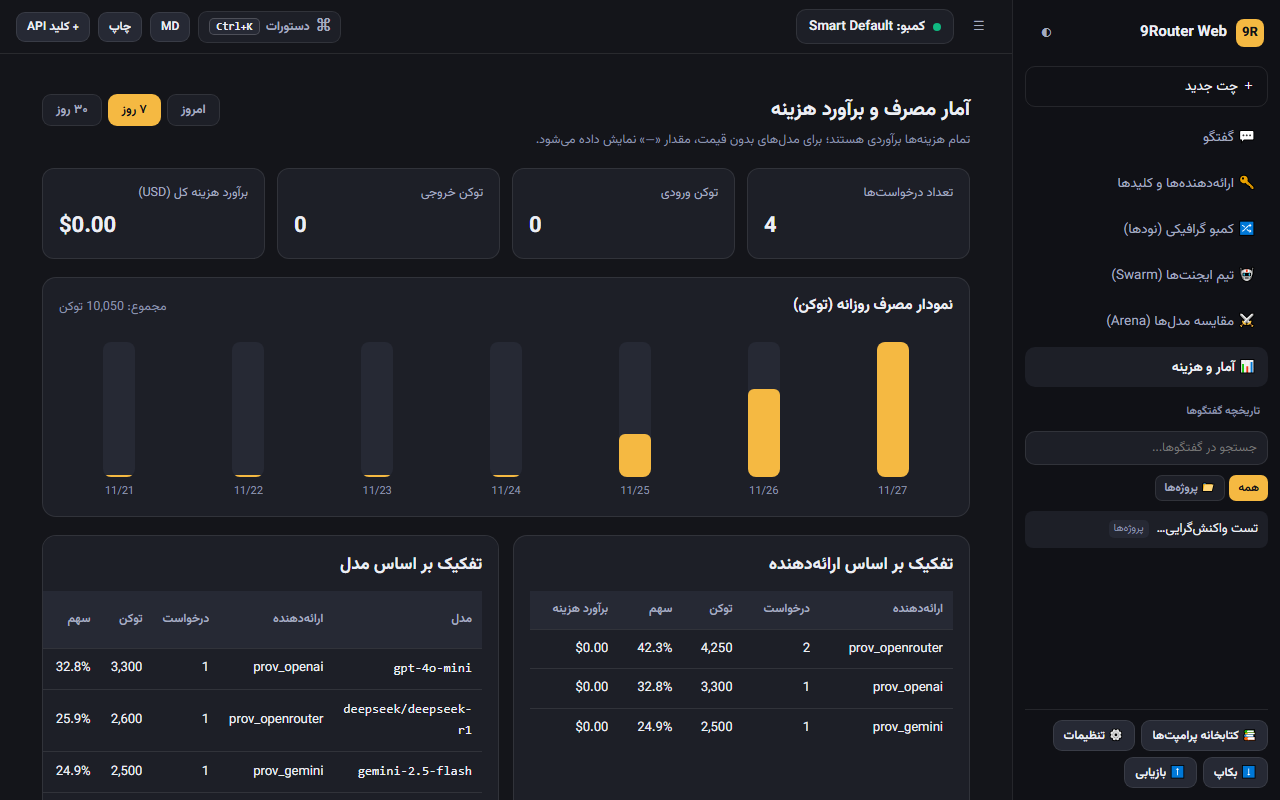 9R 9Router Web
+ چت جدید
گفتگو
ارائه‌دهنده‌ها و کلیدها
کمبو گرافیکی (نودها)
تیم ایجنت‌ها (Swarm)
مقایسه مدل‌ها (Arena)
آمار و هزینه
تاریخچه گفتگوها
جستجو در گفتگوها...
همه پروژه‌ها
تست واکنش‌گرایی... پروژه‌ها
کتابخانه پرامپت‌ها تنظیمات
بکاپ بازیابی
کمبو: Smart Default
⌘ دستورات Ctrl+K
MD
چاپ
+ کلید API
آمار مصرف و برآورد هزینه
تمام هزینه‌ها برآوردی هستند؛ برای مدل‌های بدون قیمت، مقدار «—» نمایش داده می‌شود.
امروز ۷ روز ۳۰ روز
تعداد درخواست‌ها
4
توکن ورودی
0
توکن خروجی
0
برآورد هزینه کل (USD)
$0.00
نمودار مصرف روزانه (توکن)
مجموع: 10,050 توکن
11/21 11/22 11/23 11/24 11/25 11/26 11/27
تفکیک بر اساس ارائه‌دهنده
ارائه‌دهنده درخواست توکن سهم برآورد هزینه
prov_openrouter 2 4,250 42.3% $0.00
prov_openai 1 3,300 32.8% $0.00
prov_gemini 1 2,500 24.9% $0.00
تفکیک بر اساس مدل
مدل ارائه‌دهنده درخواست توکن سهم
gpt-4o-mini prov_openai 1 3,300 32.8%
deepseek/deepseek-
r1 prov_openrouter 1 2,600 25.9%
gemini-2.5-flash prov_gemini 1 2,500 24.9%